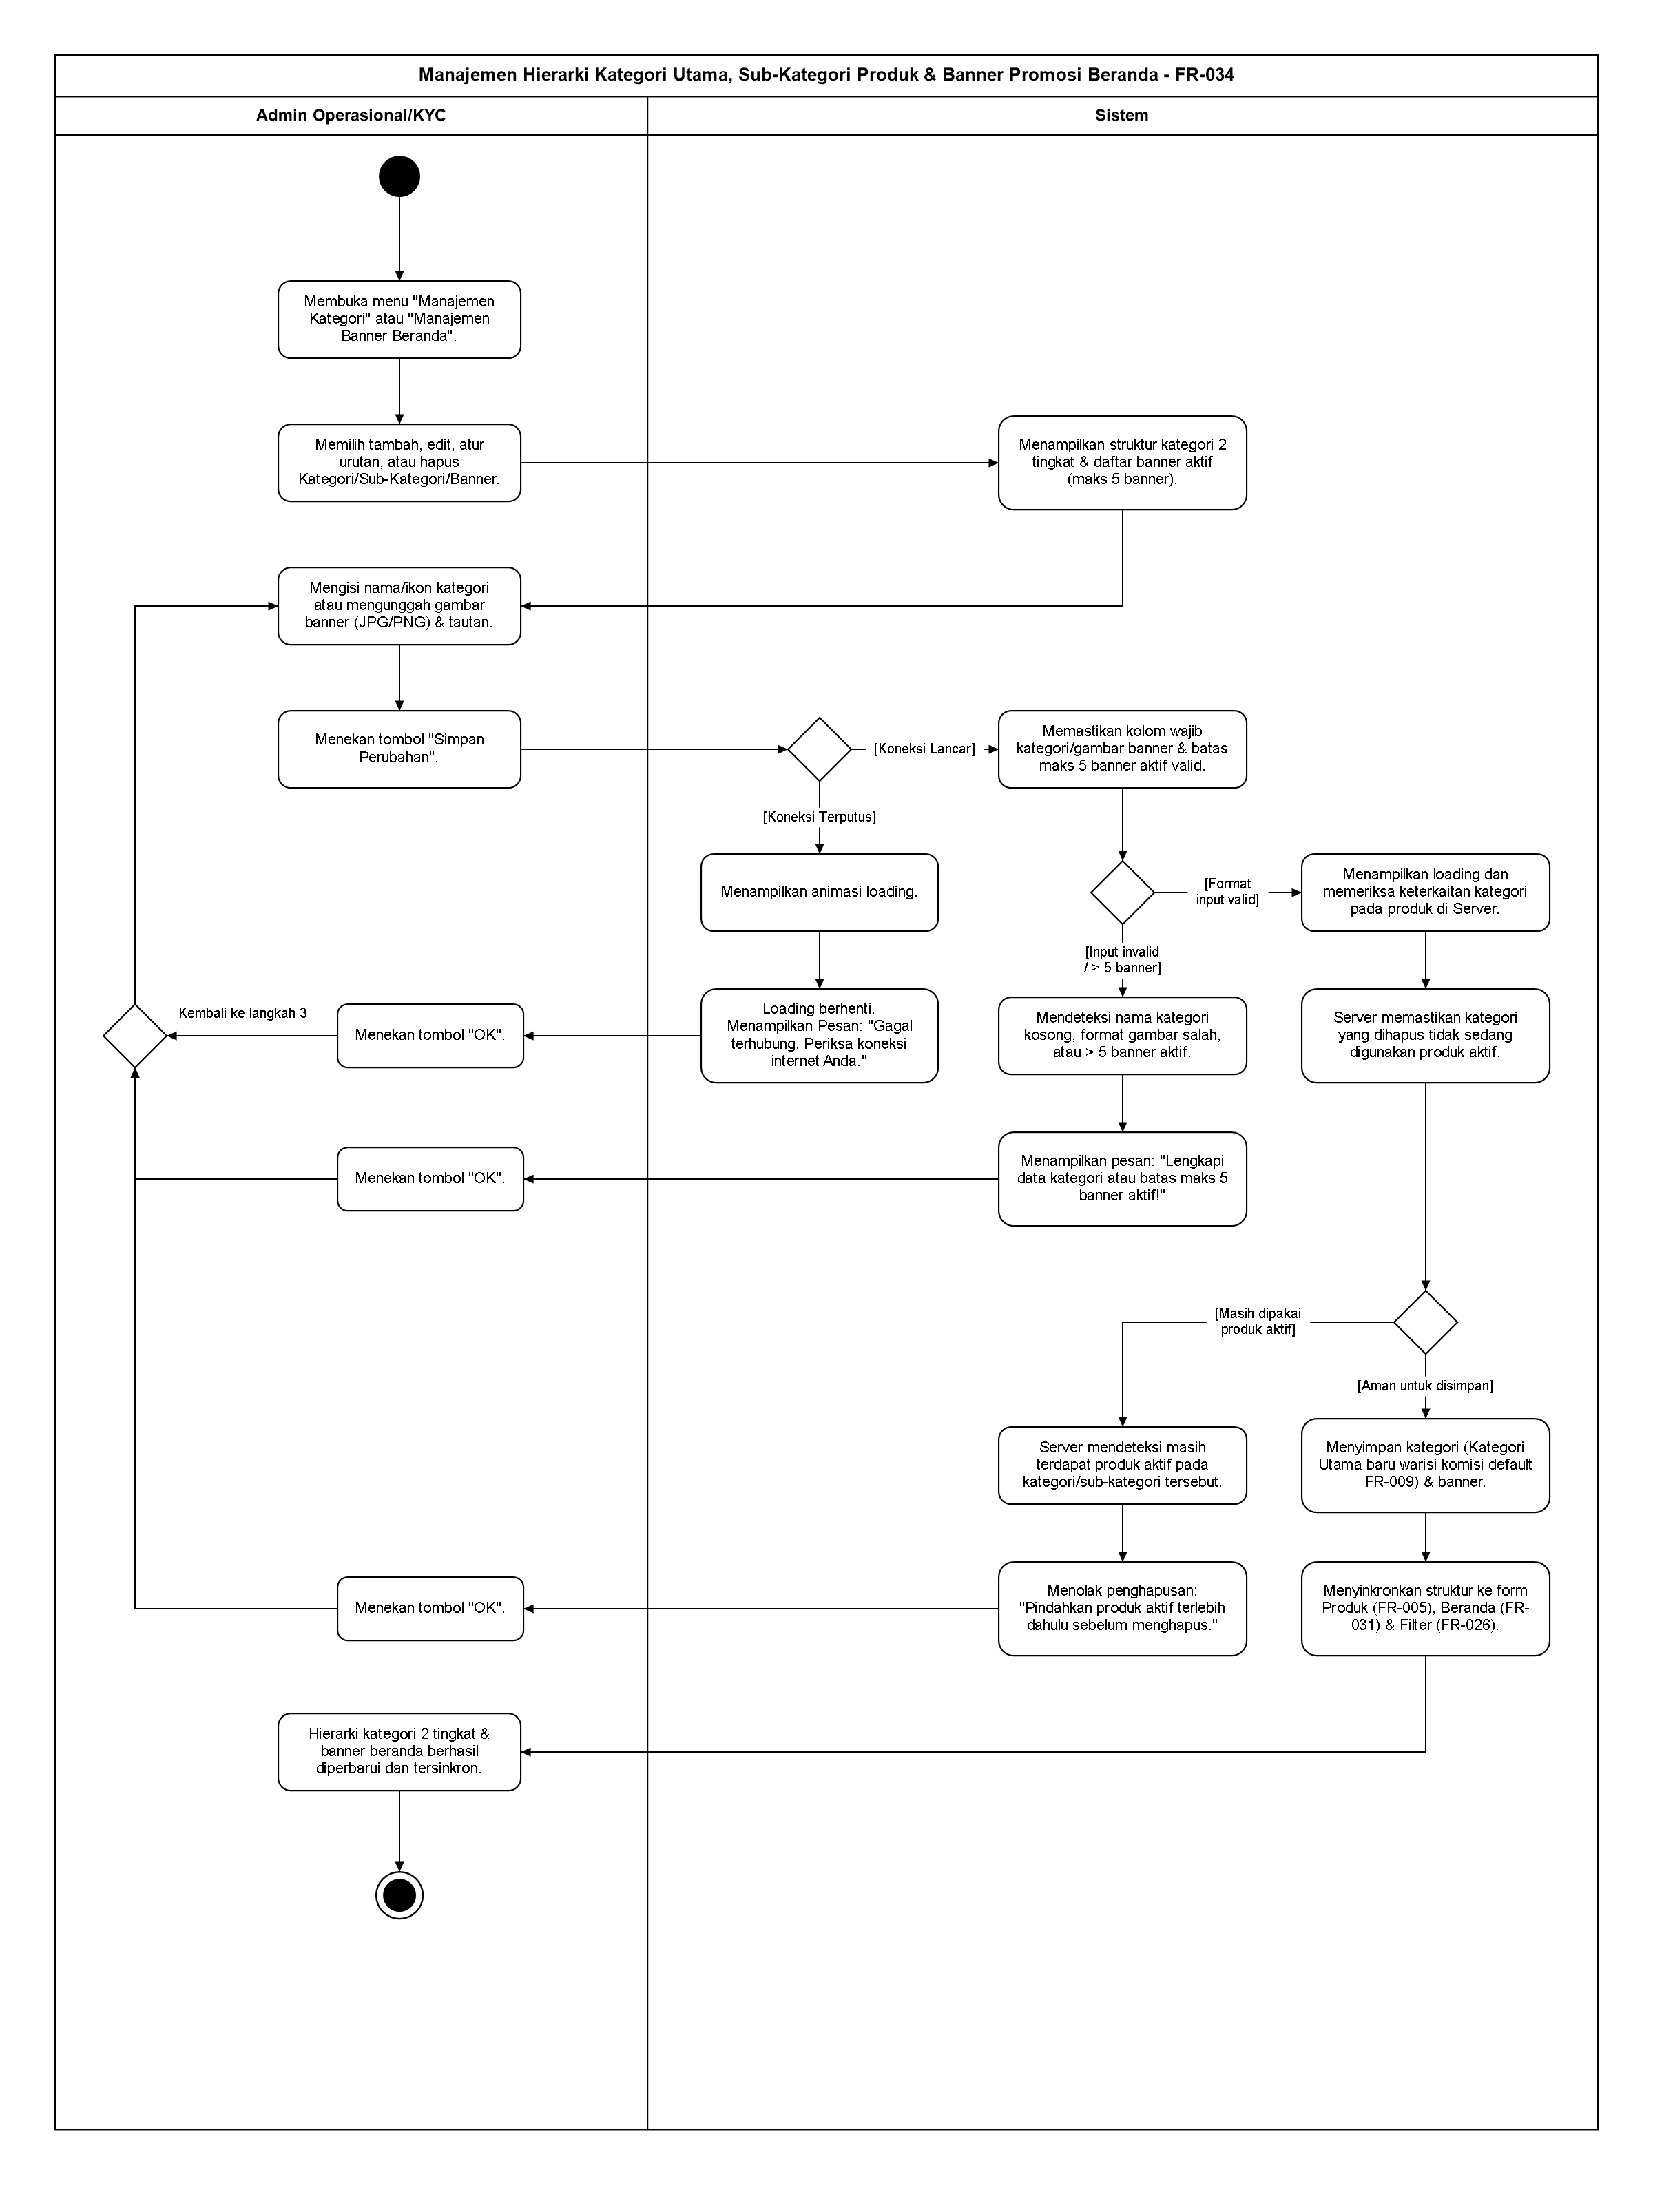 Manajemen Hierarki Kategori Utama, Sub-Kategori Produk & Banner Promosi Beranda - FR-034
Admin Operasional/KYC
Sistem
Membuka menu "Manajemen
Kategori" atau "Manajemen
Banner Beranda".
Memilih tambah, edit, atur
urutan, atau hapus
Kategori/Sub-Kategori/Banner.
Menampilkan struktur kategori 2
tingkat & daftar banner aktif
(maks 5 banner).
Mengisi nama/ikon kategori
atau mengunggah gambar
banner (JPG/PNG) & tautan.
Menekan tombol "Simpan
Perubahan".
[Koneksi Lancar]
Memastikan kolom wajib
kategori/gambar banner & batas
maks 5 banner aktif valid.
[Koneksi Terputus]
Menampilkan animasi loading.
[Format
input valid]
Menampilkan loading dan
memeriksa keterkaitan kategori
pada produk di Server.
[Input invalid
/ > 5 banner]
Kembali ke langkah 3
Menekan tombol "OK".
Loading berhenti.
Menampilkan Pesan: "Gagal
terhubung. Periksa koneksi
internet Anda."
Mendeteksi nama kategori
kosong, format gambar salah,
atau > 5 banner aktif.
Server memastikan kategori
yang dihapus tidak sedang
digunakan produk aktif.
Menekan tombol "OK".
Menampilkan pesan: "Lengkapi
data kategori atau batas maks 5
banner aktif!"
[Masih dipakai
produk aktif]
[Aman untuk disimpan]
Server mendeteksi masih
terdapat produk aktif pada
kategori/sub-kategori tersebut.
Menyimpan kategori (Kategori
Utama baru warisi komisi default
FR-009) & banner.
Menekan tombol "OK".
Menolak penghapusan:
"Pindahkan produk aktif terlebih
dahulu sebelum menghapus."
Menyinkronkan struktur ke form
Produk (FR-005), Beranda (FR-
031) & Filter (FR-026).
Hierarki kategori 2 tingkat &
banner beranda berhasil
diperbarui dan tersinkron.